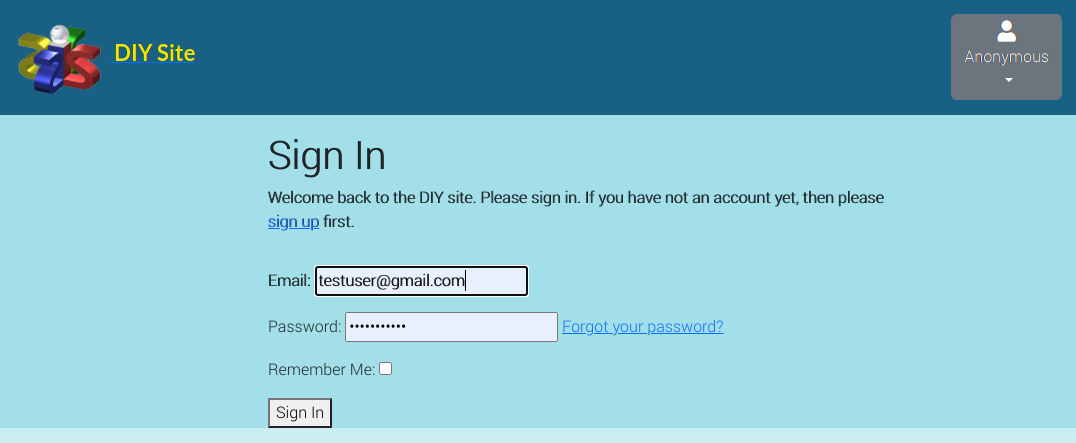 DIY Site
Anonymous
Sign In
Welcome back to the DIY site. Please sign in. If you have not an account yet, then please
sign up first.
Email: testuser@gmail.com
Password: ••••••••••• Forgot your password?
Remember Me:
Sign In